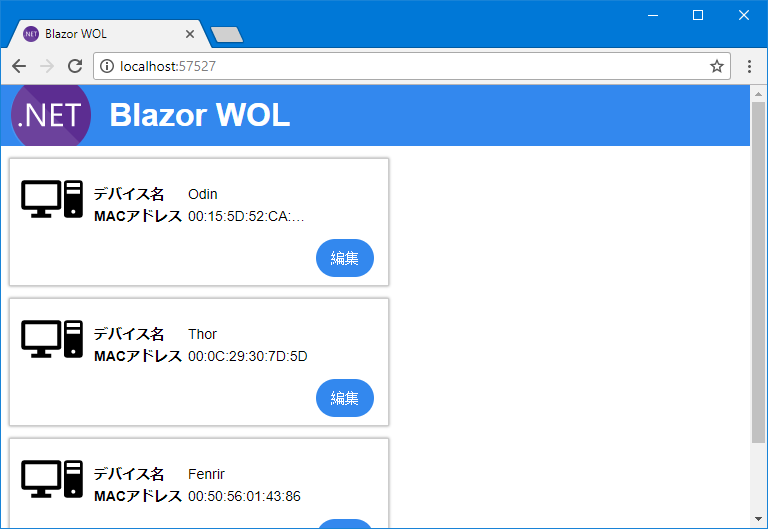 Blazor WOL
localhost:57527
.NET Blazor WOL
デバイス名 Odin
MACアドレス 00:15:5D:52:CA:…
編集
デバイス名 Thor
MACアドレス 00:0C:29:30:7D:5D
編集
デバイス名 Fenrir
MACアドレス 00:50:56:01:43:86